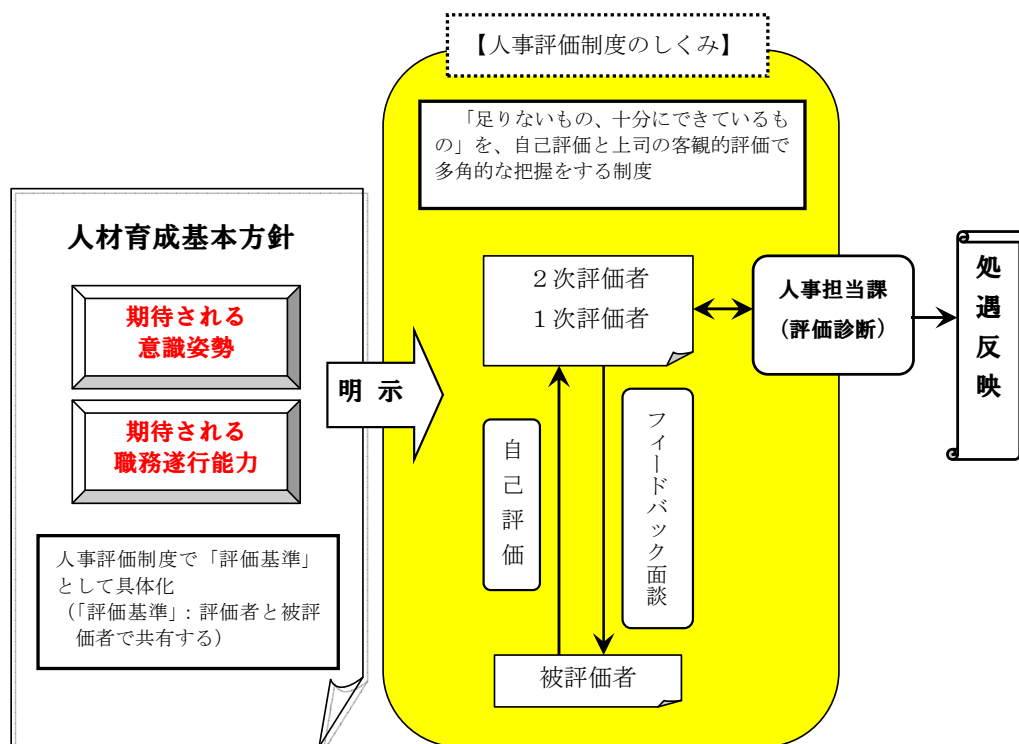 【人事評価制度のしくみ】
「足りないもの、十分にできているも
の」を、自己評価と上司の客観的評価で
多角的な把握をする制度
人材育成基本方針
期待される
意識姿勢
期待される
職務遂行能力
人事評価制度で「評価基準」
として具体化
（「評価基準」：評価者と被評
価者で共有する）
明 示
２次評価者
１次評価者
自己評価
フィードバック面談
被評価者
人事担当課
（評価診断）
処遇反映